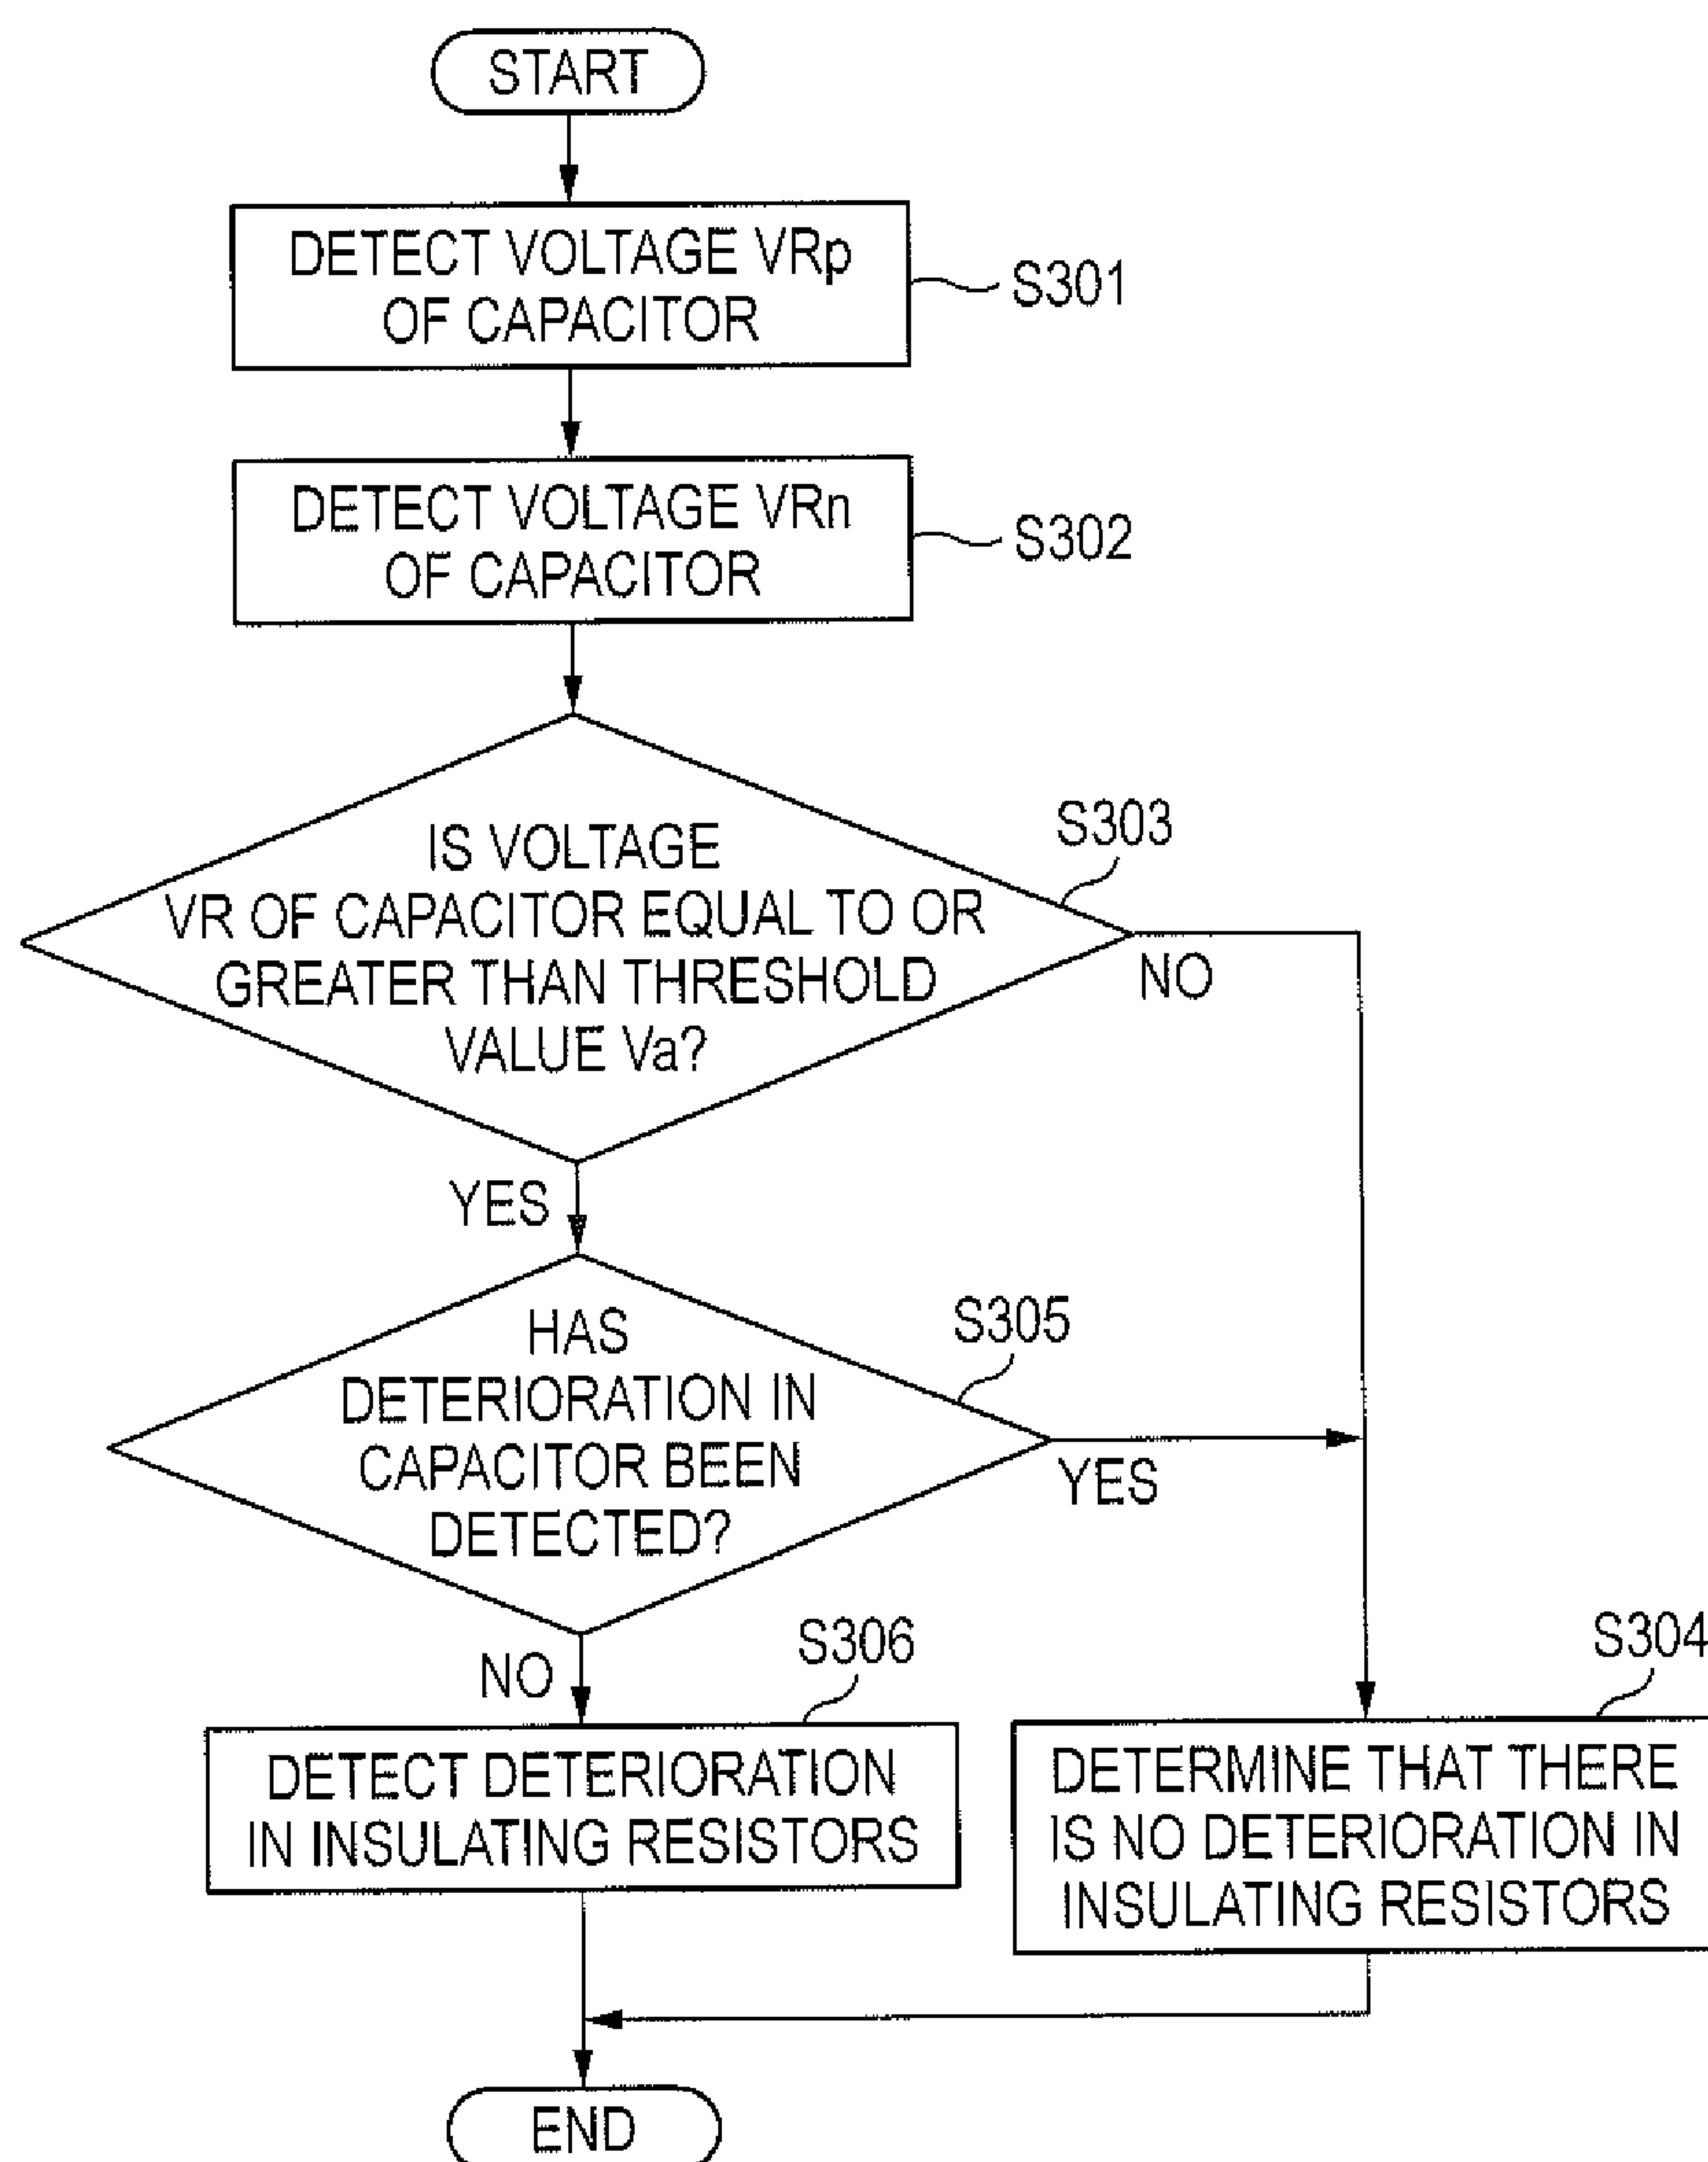 START
DETECT VOLTAGE VRp
OF CAPACITOR
S301
DETECT VOLTAGE VRn
OF CAPACITOR
S302
IS VOLTAGE
VR OF CAPACITOR EQUAL TO OR
GREATER THAN THRESHOLD
VALUE Va?
S303
NO
YES
HAS
DETERIORATION IN
CAPACITOR BEEN
DETECTED?
S305
YES
NO
S306
DETECT DETERIORATION
IN INSULATING RESISTORS
S304
DETERMINE THAT THERE
IS NO DETERIORATION IN
INSULATING RESISTORS
END